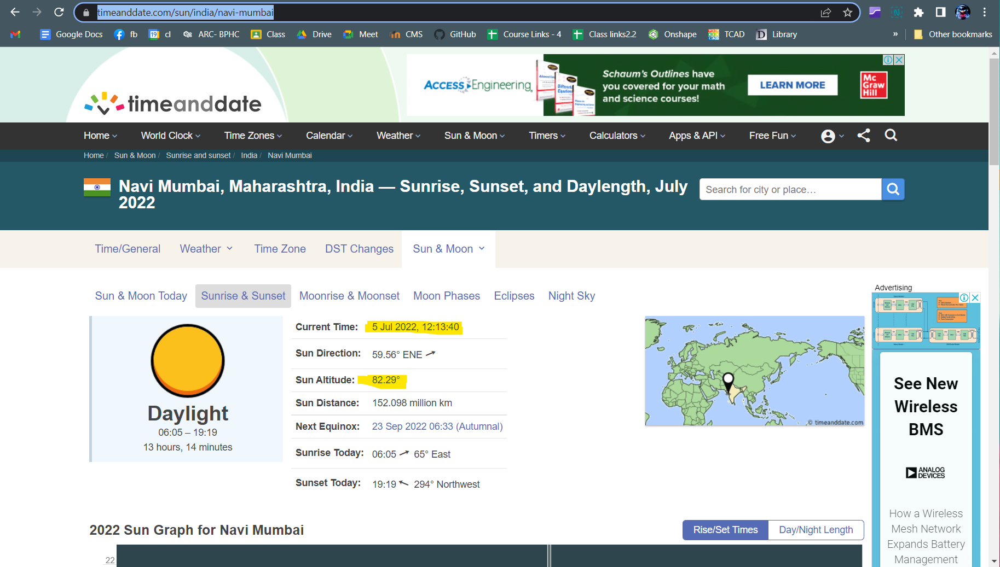 timeanddate.com/sun/india/navi-mumbai
Google Docs fb cl ARC- BPHC Class Drive Meet CMS GitHub Course Links - 4 Class links2.2 Onshape TCAD Library » Other bookmarks
timeanddate
ACCESS Engineering
Schaum's Outlines have
you covered for your math
and science courses!
LEARN MORE
Mc
Graw
Hill
Home World Clock Time Zones Calendar Weather Sun & Moon Timers Calculators Apps & API Free Fun
Home / Sun & Moon / Sunrise and sunset / India / Navi Mumbai
Navi Mumbai, Maharashtra, India — Sunrise, Sunset, and Daylength, July
2022
Search for city or place…
Time/General Weather Time Zone DST Changes Sun & Moon
Sun & Moon Today Sunrise & Sunset Moonrise & Moonset Moon Phases Eclipses Night Sky
Daylight
06:05 – 19:19
13 hours, 14 minutes
Current Time: 5 Jul 2022, 12:13:40
Sun Direction: 59.56° ENE
Sun Altitude: 82.29°
Sun Distance: 152.098 million km
Next Equinox: 23 Sep 2022 06:33 (Autumnal)
Sunrise Today: 06:05 65° East
Sunset Today: 19:19 294° Northwest
© timeanddate.com
2022 Sun Graph for Navi Mumbai
Rise/Set Times Day/Night Length
22
Advertising
See New
Wireless
BMS
ANALOG
DEVICES
How a Wireless
Mesh Network
Expands Battery
Management